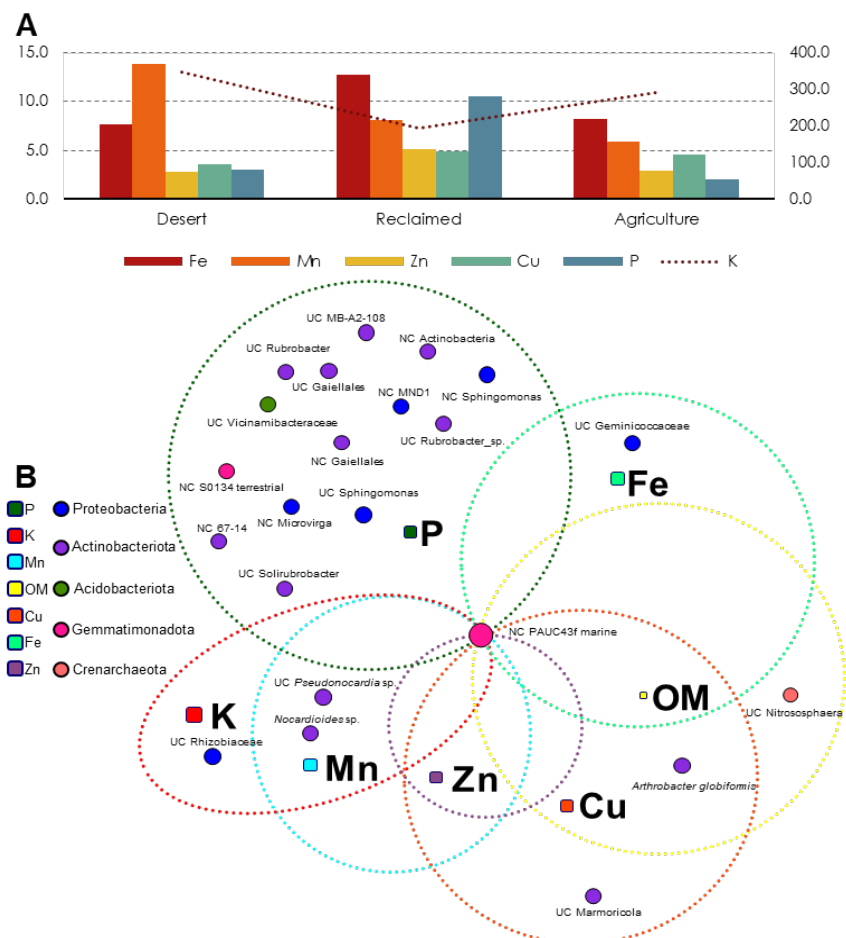 A
15.0
10.0
5.0
0.0
400.0
300.0
200.0
100.0
0.0
Desert Reclaimed Agriculture
Fe Mn Zn Cu P K
UC MB-A2-108
NC Actinobacteria
UC Rubrobacter
UC Gaiellales
NC MND1
NC Sphingomonas
UC Vicinamibacteraceae
UC Rubrobacter_sp.
UC Geminicoccaceae
NC Gaiellales
B
Fe
NC S0134 terrestrial
UC Sphingomonas
NC Microvirga
P
NC 67-14
UC Solirubrobacter
P Proteobacteria
K
Actinobacteriota
Mn
OM Acidobacteriota
Cu
Gemmatimonadota
Fe
Zn Crenarchaeota
NC PAUC43f marine
UC Pseudonocardia sp.
OM
K
Nocardioides sp.
UC Nitrososphaera
UC Rhizobiaceae
Mn
Zn
Arthrobacter globiformis
Cu
UC Marmoricola